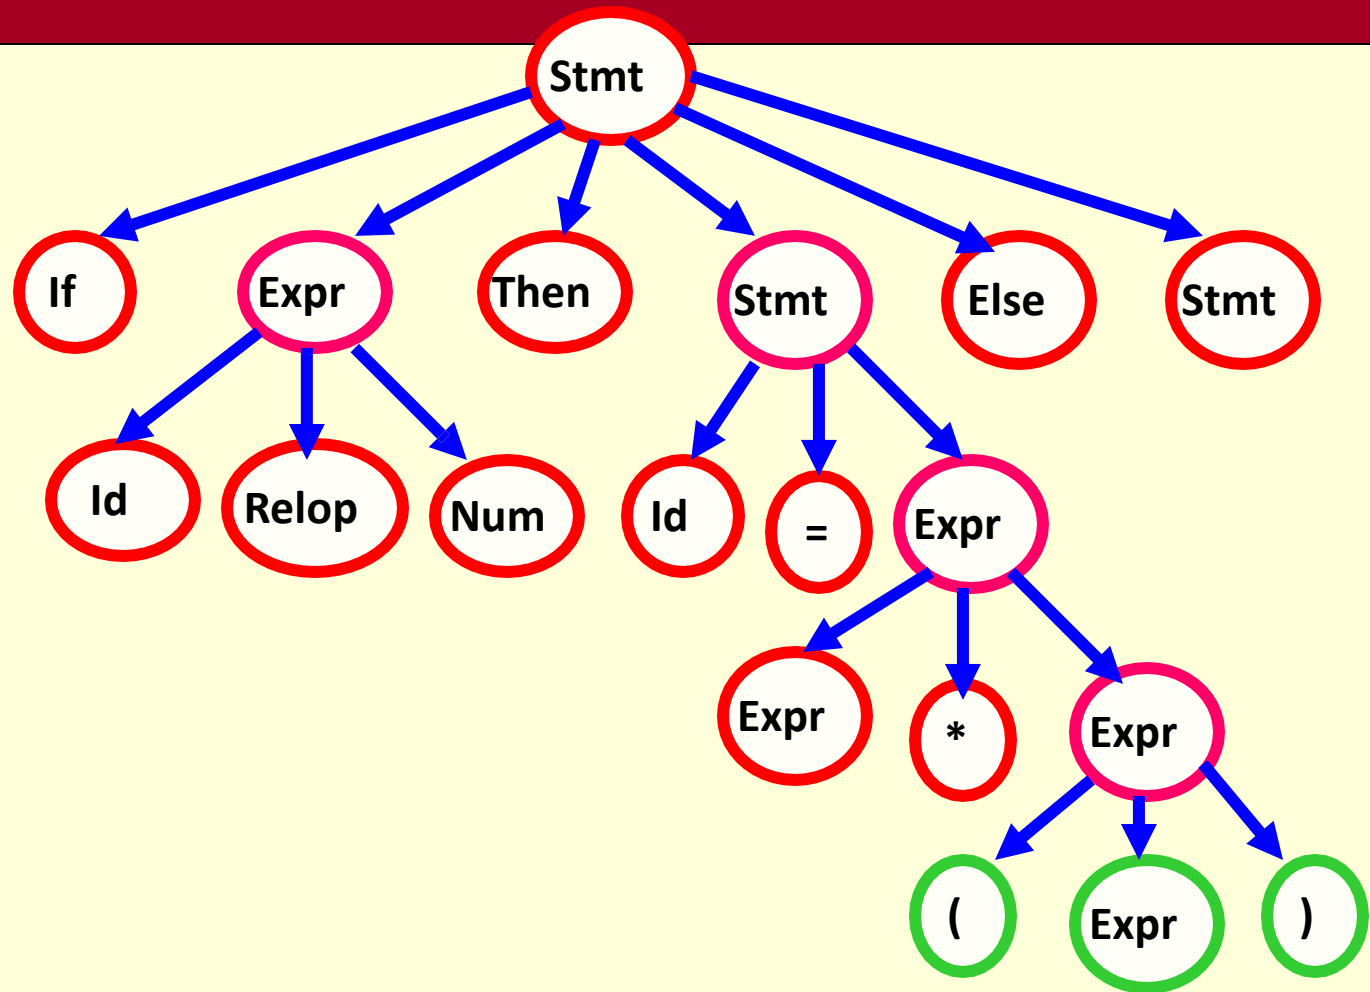 Stmt
If
Expr
Then
Stmt
Else
Stmt
Id
Relop
Num
Id
=
Expr
Expr
*
Expr
(
Expr
)